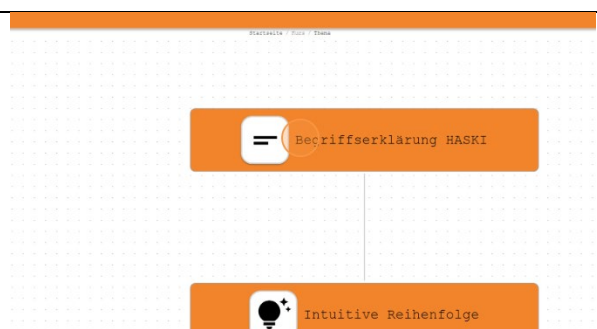 Startseite / Kurs / Thema
Begriffserklärung HASKI
Intuitive Reihenfolge